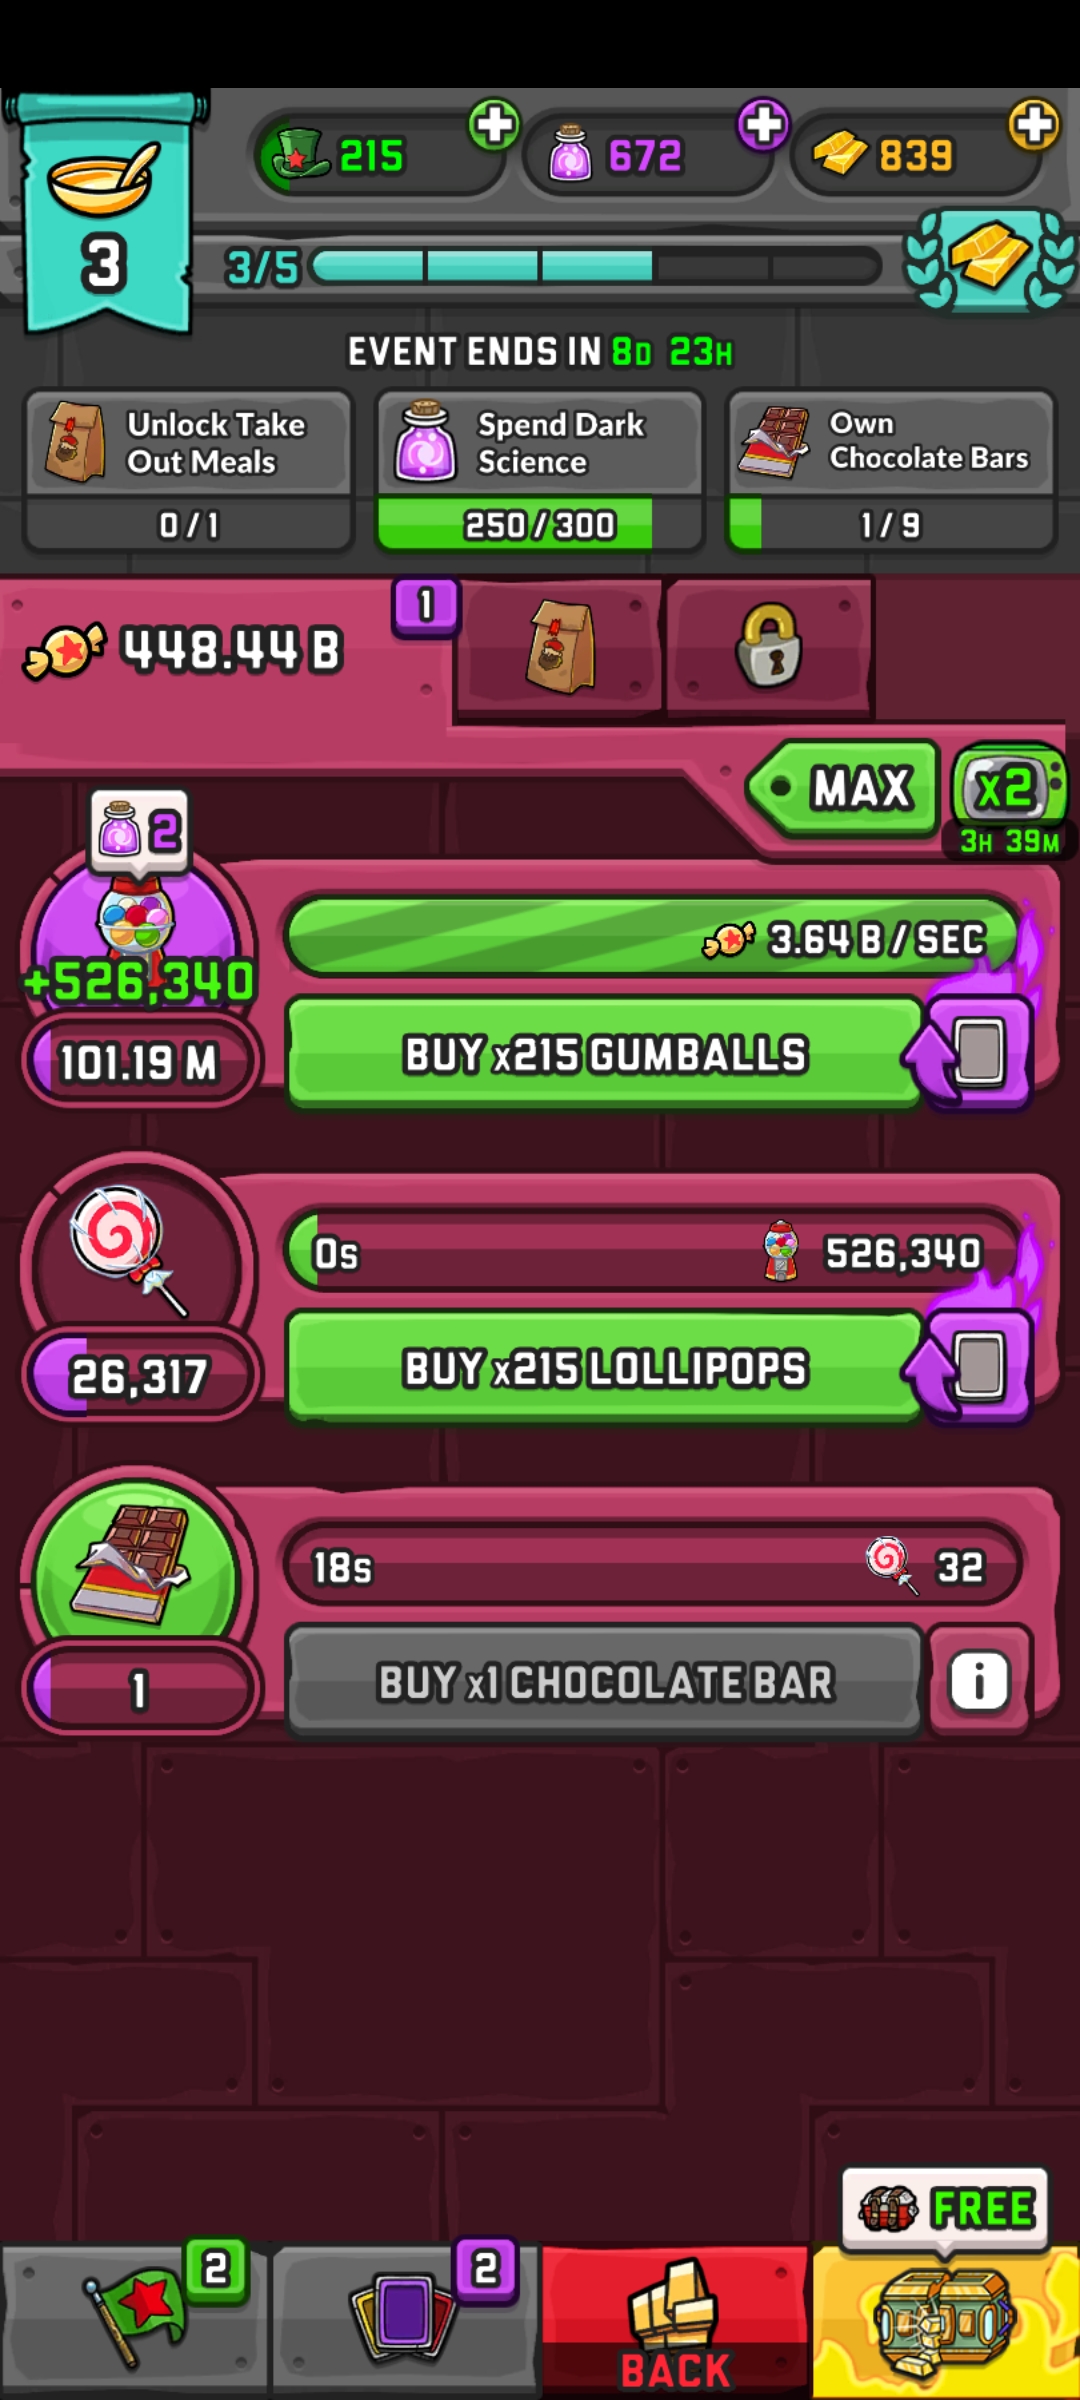 215
672
839
3
3/5
EVENT ENDS IN 8D 23H
Unlock Take
Out Meals
0/1
Spend Dark
Science
250/300
Own
Chocolate Bars
1/9
448.44 B
1
MAX
x2
3H 39M
2
+526,340
101.19 M
3.64 B / SEC
BUY x215 GUMBALLS
26,317
0s
526,340
BUY x215 LOLLIPOPS
1
18s
32
BUY x1 CHOCOLATE BAR
i
FREE
2
2
BACK